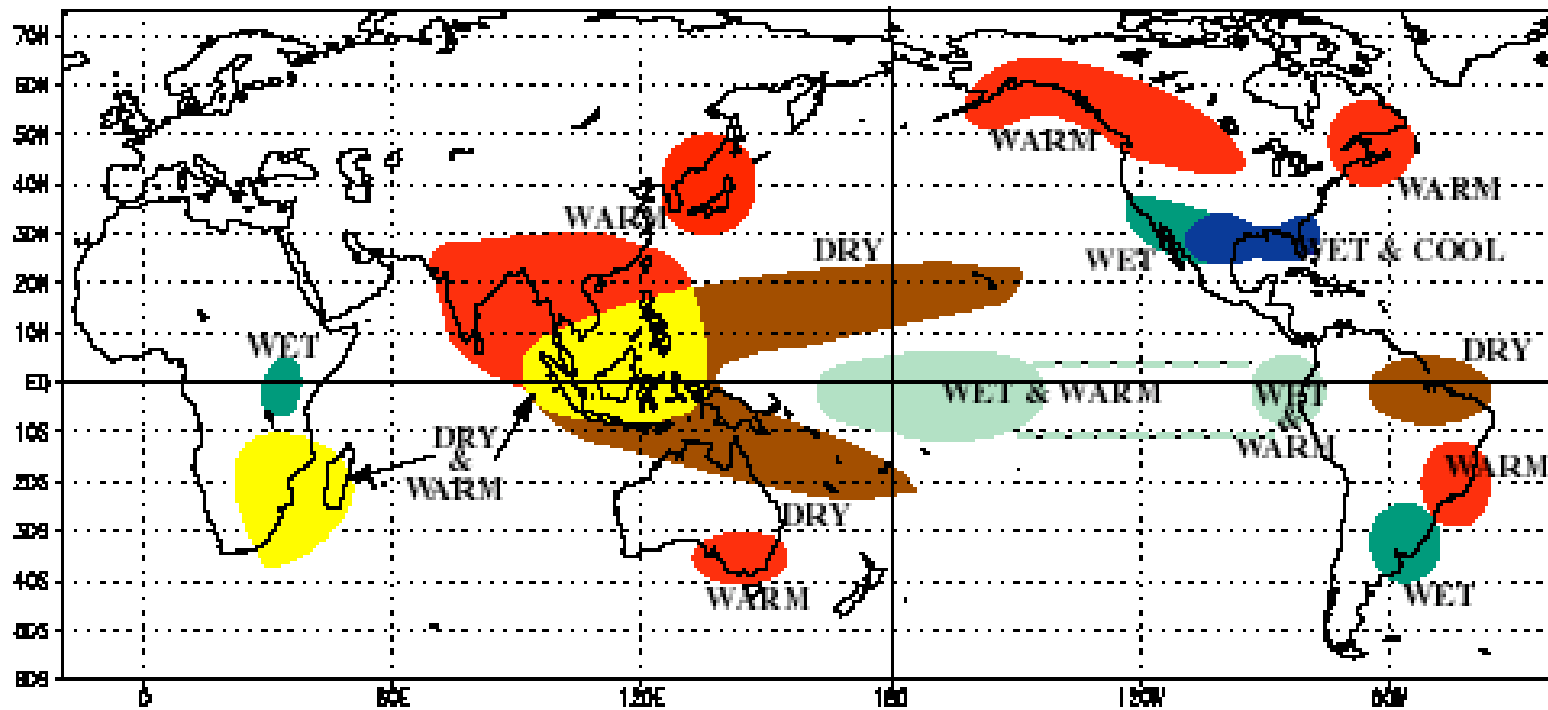 70N
60N
50N
40N
30N
20N
10N
EQ
10S
20S
30S
40S
50S
60S
0
60E
120E
180
120W
60W
WARM
WARM
WARM
DRY
WET
WET & COOL
WET
DRY
WET & WARM
WET
&
WARM
DRY
&
WARM
WARM
DRY
WARM
WET